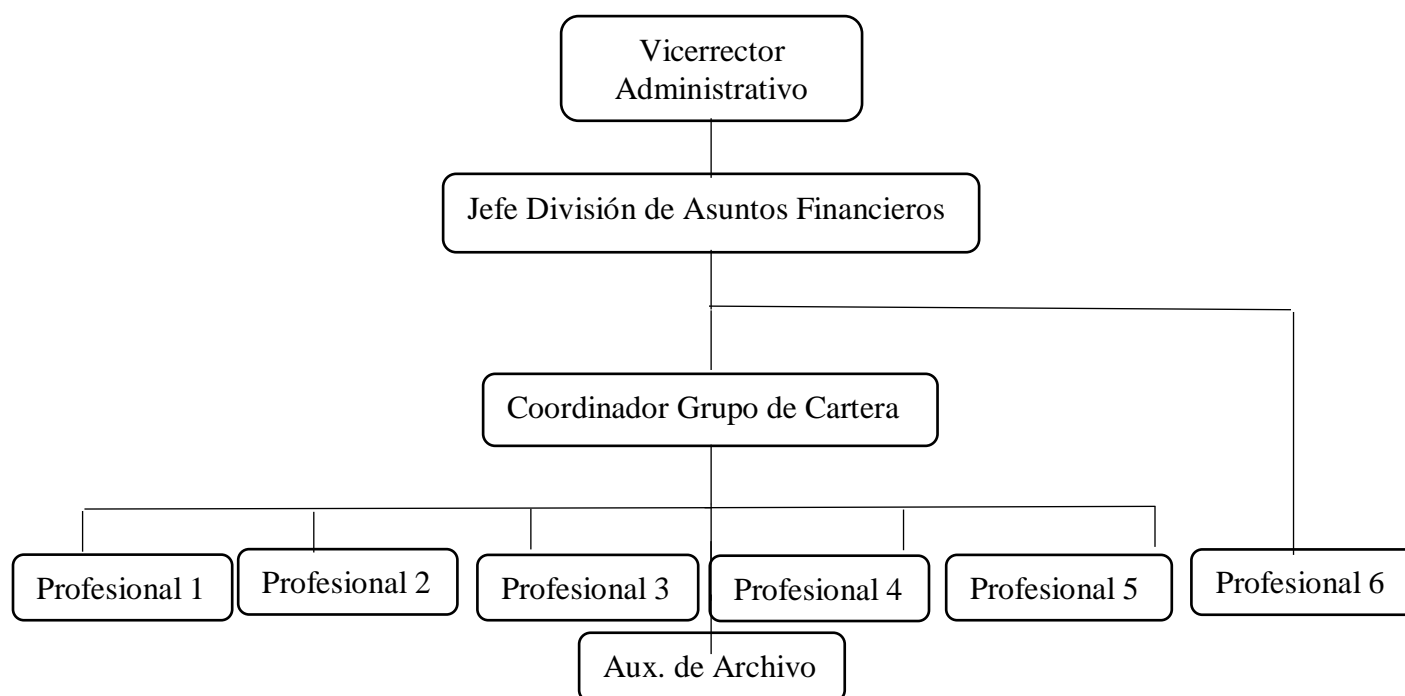 Vicerrector
Administrativo
Jefe División de Asuntos Financieros
Coordinador Grupo de Cartera
Profesional 1
Profesional 2
Profesional 3
Profesional 4
Profesional 5
Profesional 6
Aux. de Archivo